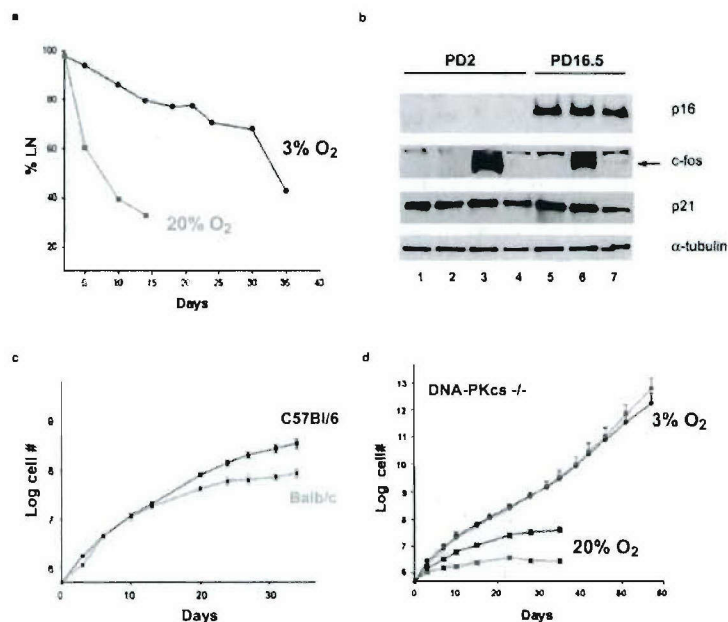 a
100
80
60
40
20
% LN
3% O₂
20% O₂
5 10 15 20 25 30 35 40
Days
b
PD2 PD16.5
p16
c-fos
p21
α-tubulin
1 2 3 4 5 6 7
c
C57Bl/6
Balb/c
9
8
7
6
Log cell #
0 10 20 30
Days
d
DNA-PKcs -/-
3% O₂
20% O₂
13
12
11
10
9
8
7
6
Log cell#
0 20 40 60 80
Days